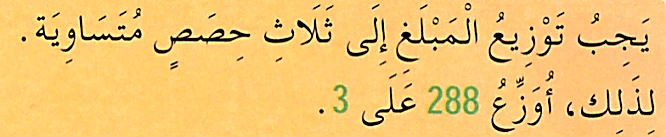 يَجِبُ تَوْزِيعُ الْمَبْلَغِ إِلَى ثَلَاثِ حِصَصٍ مُتَسَاوِيَة.
لِذَلِك، أُوَزِّعُ 288 عَلَى 3.